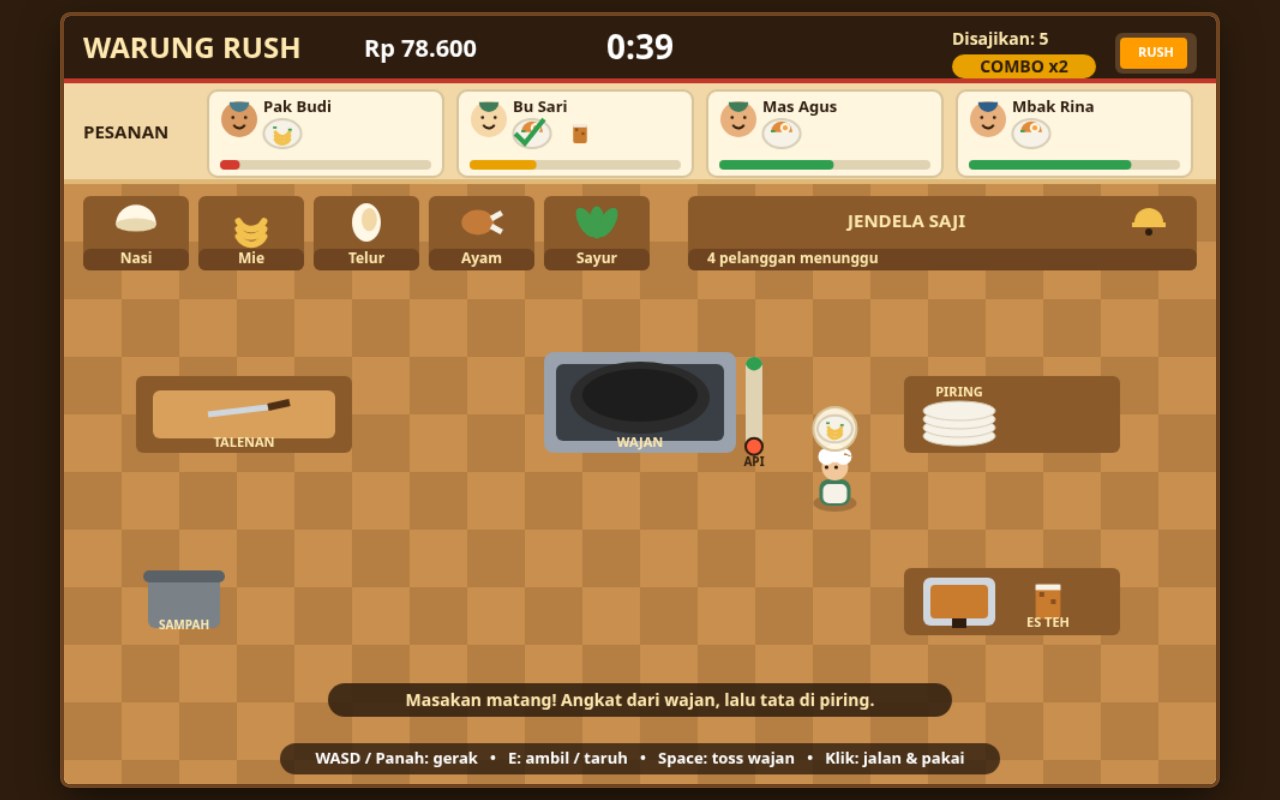 WARUNG RUSH
Rp 78.600
0:39
Disajikan: 5
COMBO x2
RUSH
PESANAN
Pak Budi
Bu Sari
Mas Agus
Mbak Rina
Nasi
Mie
Telur
Ayam
Sayur
JENDELA SAJI
4 pelanggan menunggu
TALENAN
WAJAN
API
PIRING
SAMPAH
ES TEH
Masakan matang! Angkat dari wajan, lalu tata di piring.
WASD / Panah: gerak • E: ambil / taruh • Space: toss wajan • Klik: jalan & pakai